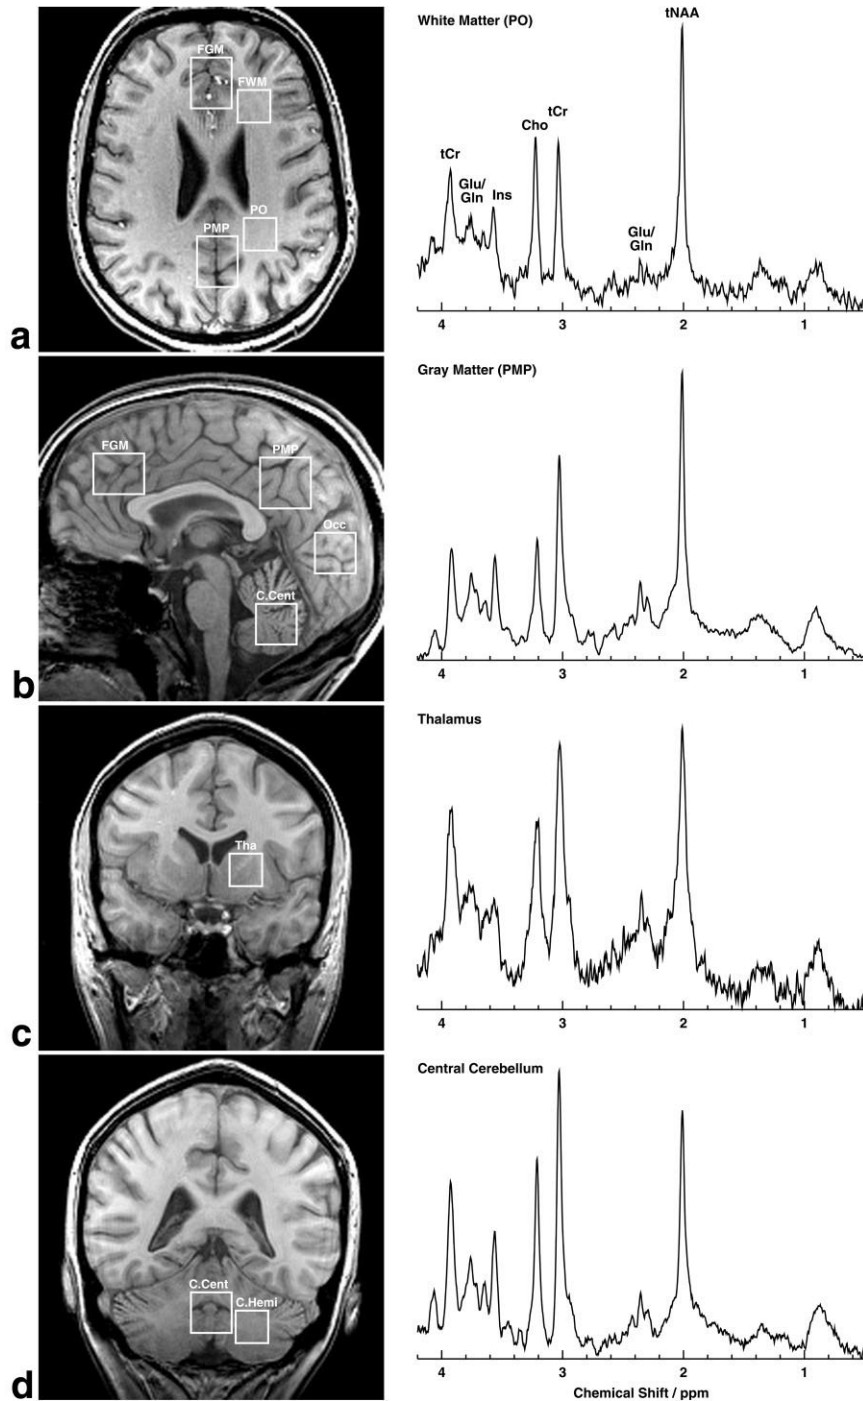 FGM
FWM
PO
PMP
a
White Matter (PO)
tNAA
tCr
Cho
tCr
Glu/
Gln
Ins
Glu/
Gln
4 3 2 1
FGM
PMP
Occ
C.Cent
b
Gray Matter (PMP)
4 3 2 1
Tha
c
Thalamus
4 3 2 1
C.Cent
C.Hemi
d
Central Cerebellum
4 3 2 1
Chemical Shift / ppm